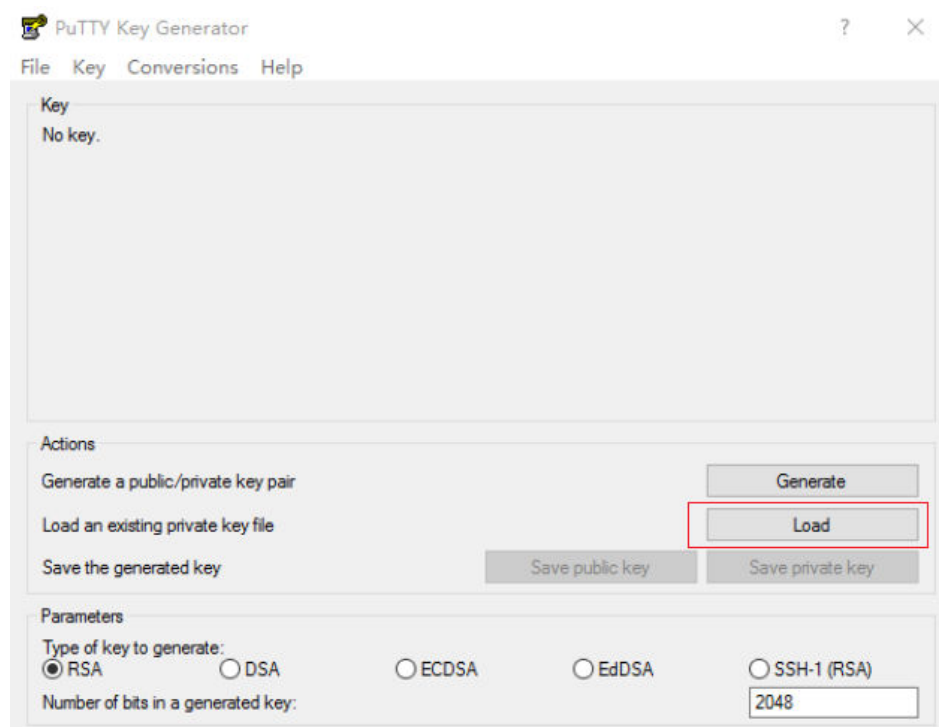 PuTTY Key Generator ? ×
File Key Conversions Help
Key
No key.
Actions
Generate a public/private key pair Generate
Load an existing private key file Load
Save the generated key Save public key Save private key
Parameters
Type of key to generate:
RSA DSA ECDSA EdDSA SSH-1 (RSA)
Number of bits in a generated key: 2048